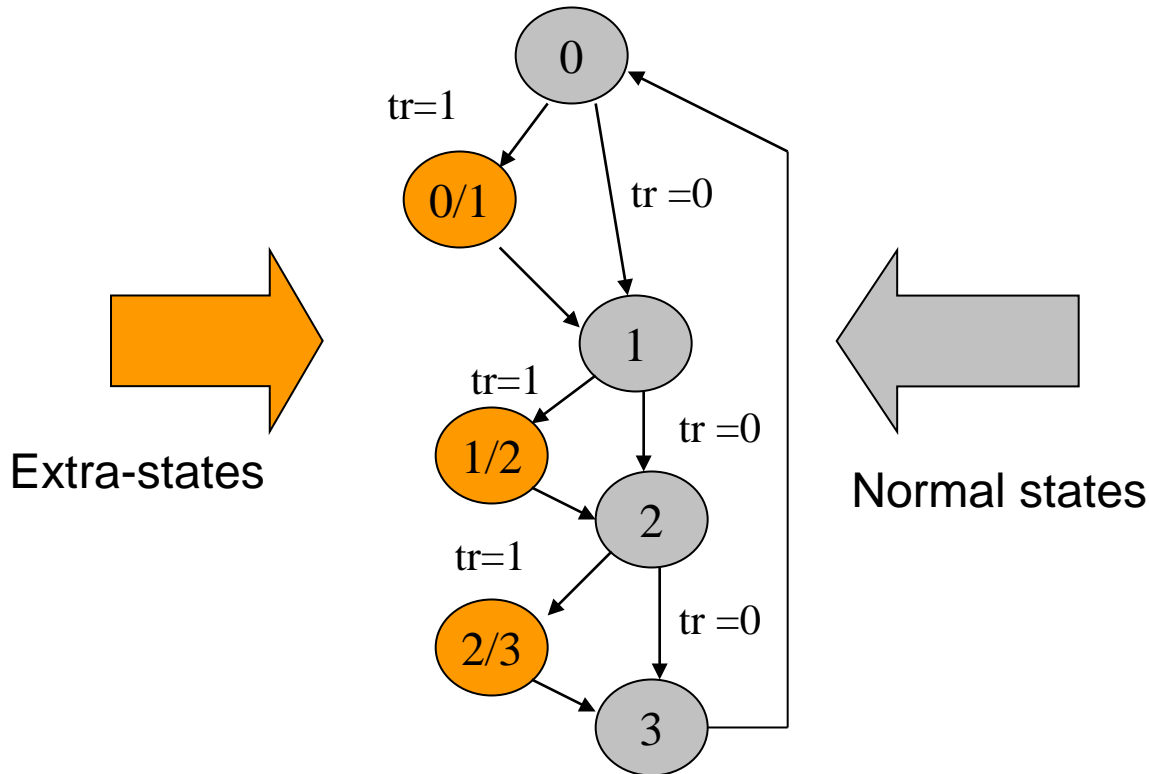 0
tr=1
0/1
tr =0
1
tr=1
tr =0
1/2
Extra-states
Normal states
2
tr=1
tr =0
2/3
3